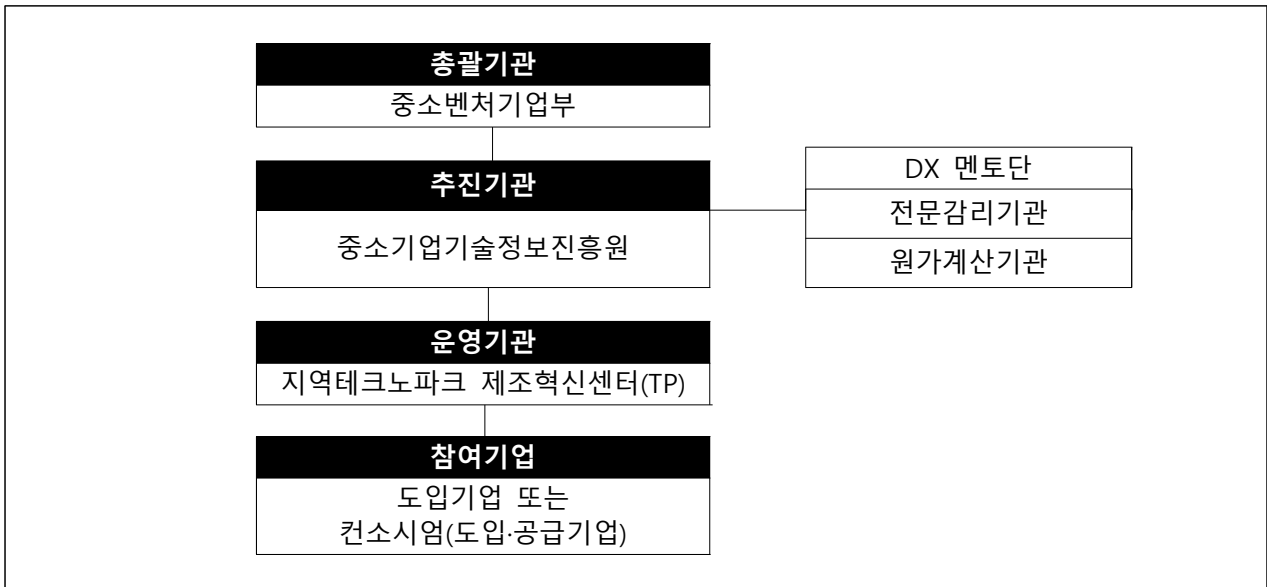 총괄기관
중소벤처기업부
추진기관
중소기업기술정보진흥원
DX 멘토단
전문감리기관
원가계산기관
운영기관
지역테크노파크 제조혁신센터(TP)
참여기업
도입기업 또는
컨소시엄(도입·공급기업)